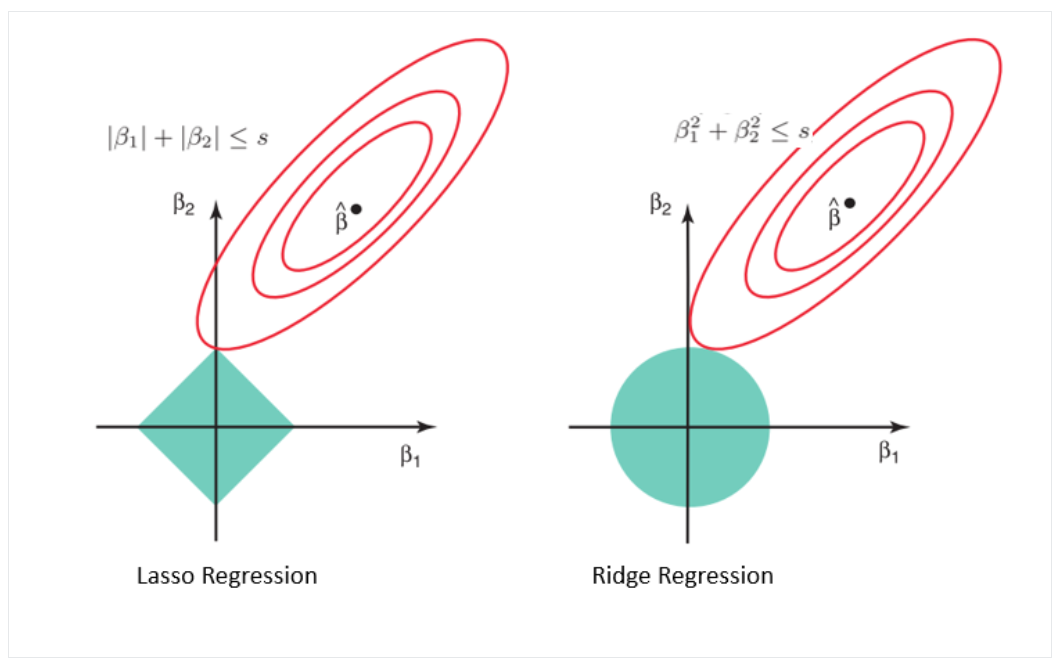 |β₁| + |β₂| ≤ s
β₂
β̂
β₁
Lasso Regression
β₁² + β₂² ≤ s
β₂
β̂
β₁
Ridge Regression